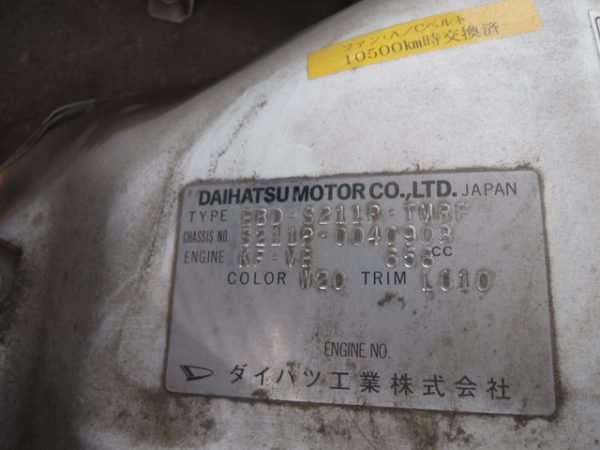 ファン・A/Cベルト
10500km時交換済
DAIHATSU MOTOR CO.,LTD. JAPAN
TYPE EBD-S211P-TMRF
CHASSIS NO. S211P-0040903
ENGINE KF-VE 658CC
COLOR W20 TRIM L110
ENGINE NO.
ダイハツ工業株式会社